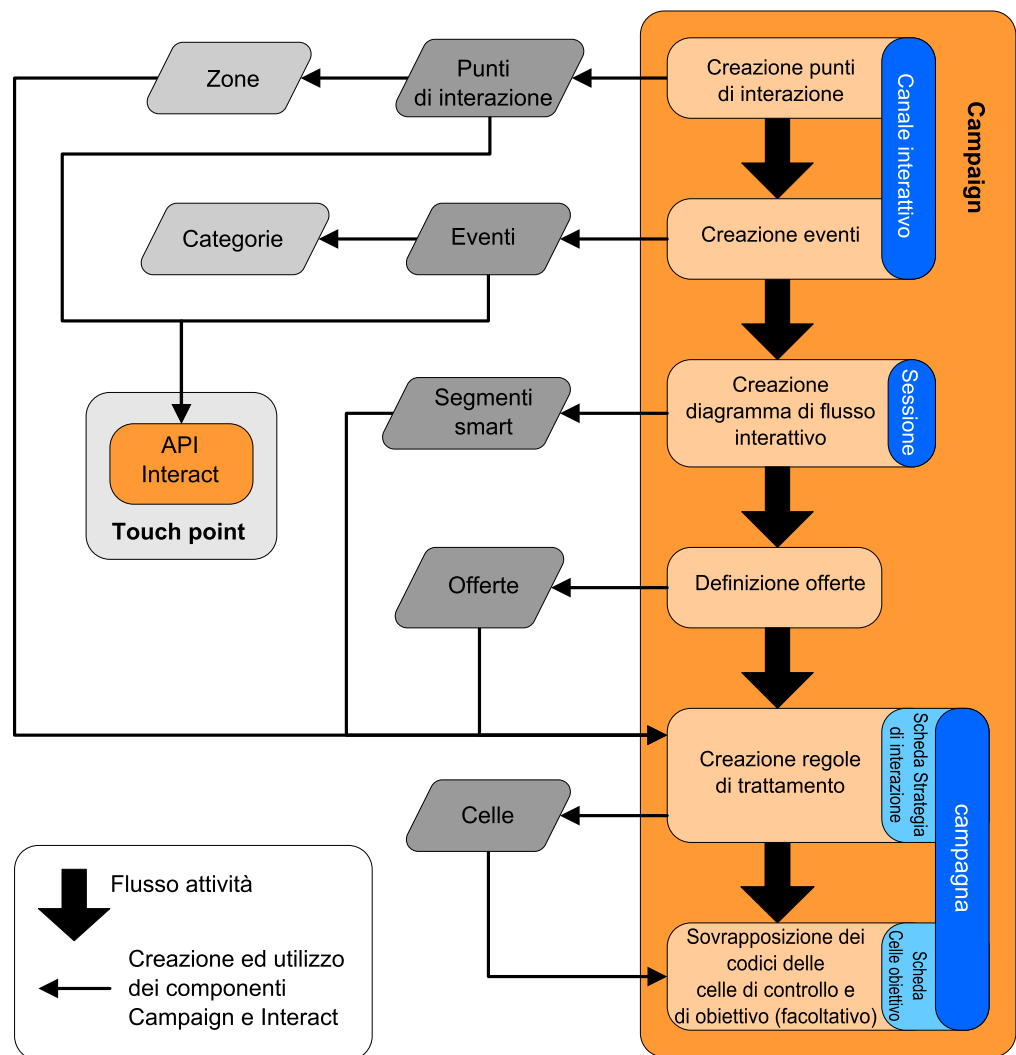 Zone
Punti
di interazione
Creazione punti
di interazione
Canale interattivo
Campaign
Categorie
Eventi
Creazione eventi
Segmenti
smart
Creazione
diagramma di flusso
interattivo
Sessione
API
Interact
Touch point
Offerte
Definizione offerte
Creazione regole
di trattamento
Scheda Strategia
di interazione
campagna
Celle
Sovrapposizione dei
codici delle
celle di controllo e
di obiettivo (facoltativo)
Scheda
Celle obiettivo
Flusso attività
Creazione ed utilizzo
dei componenti
Campaign e Interact